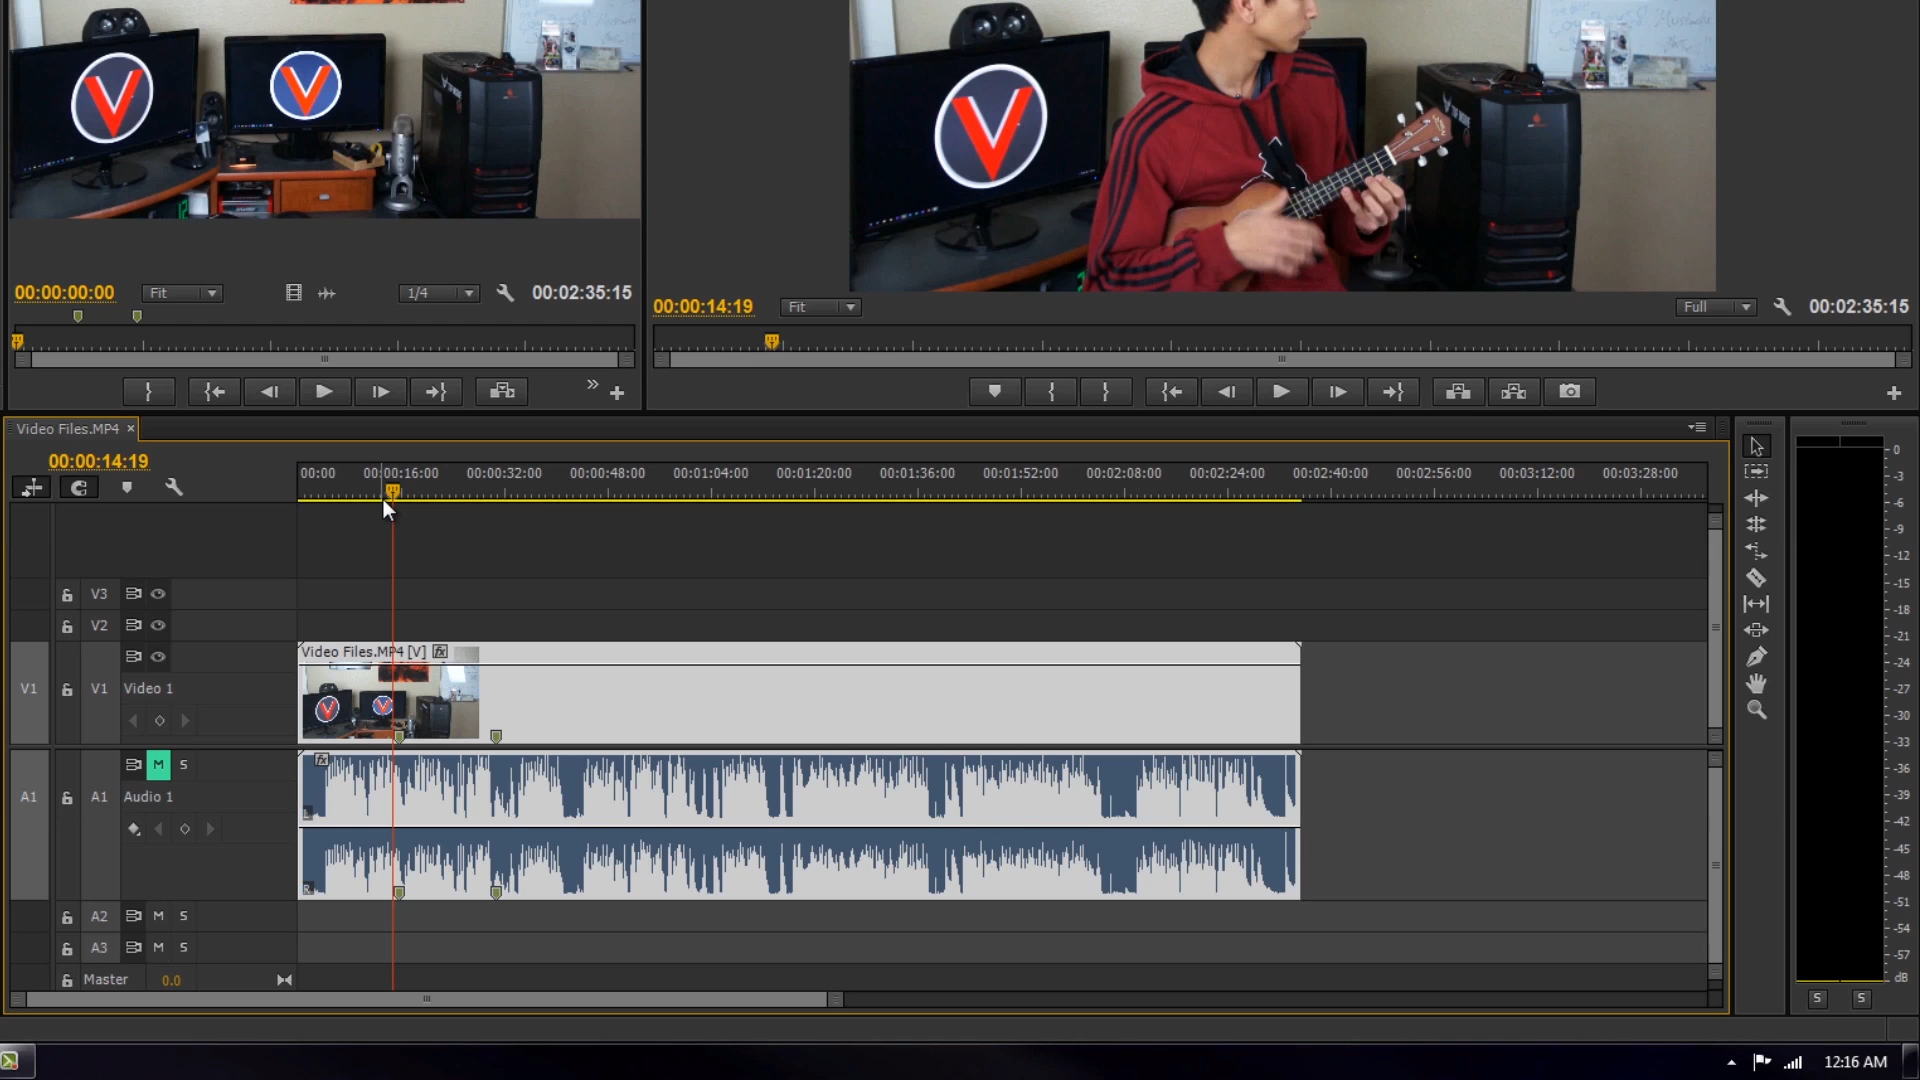 00:00:00:00 Fit 1/4 00:02:35:15
00:00:14:19 Fit Full 00:02:35:15
Video Files.MP4 ×
00:00:14:19
00:00 00:00:16:00 00:00:32:00 00:00:48:00 00:01:04:00 00:01:20:00 00:01:36:00 00:01:52:00 00:02:08:00 00:02:24:00 00:02:40:00 00:02:56:00 00:03:12:00 00:03:28:00
V3
V2
Video Files.MP4 [V] fx
V1 V1 Video 1
M S fx
A1 A1 Audio 1
L
R
A2 M S
A3 M S
Master 0.0
0
-3
-6
-9
-12
-15
-18
-21
-24
-27
-30
-33
-36
-39
-42
-45
-48
-51
-54
-57
dB
S S
12:16 AM